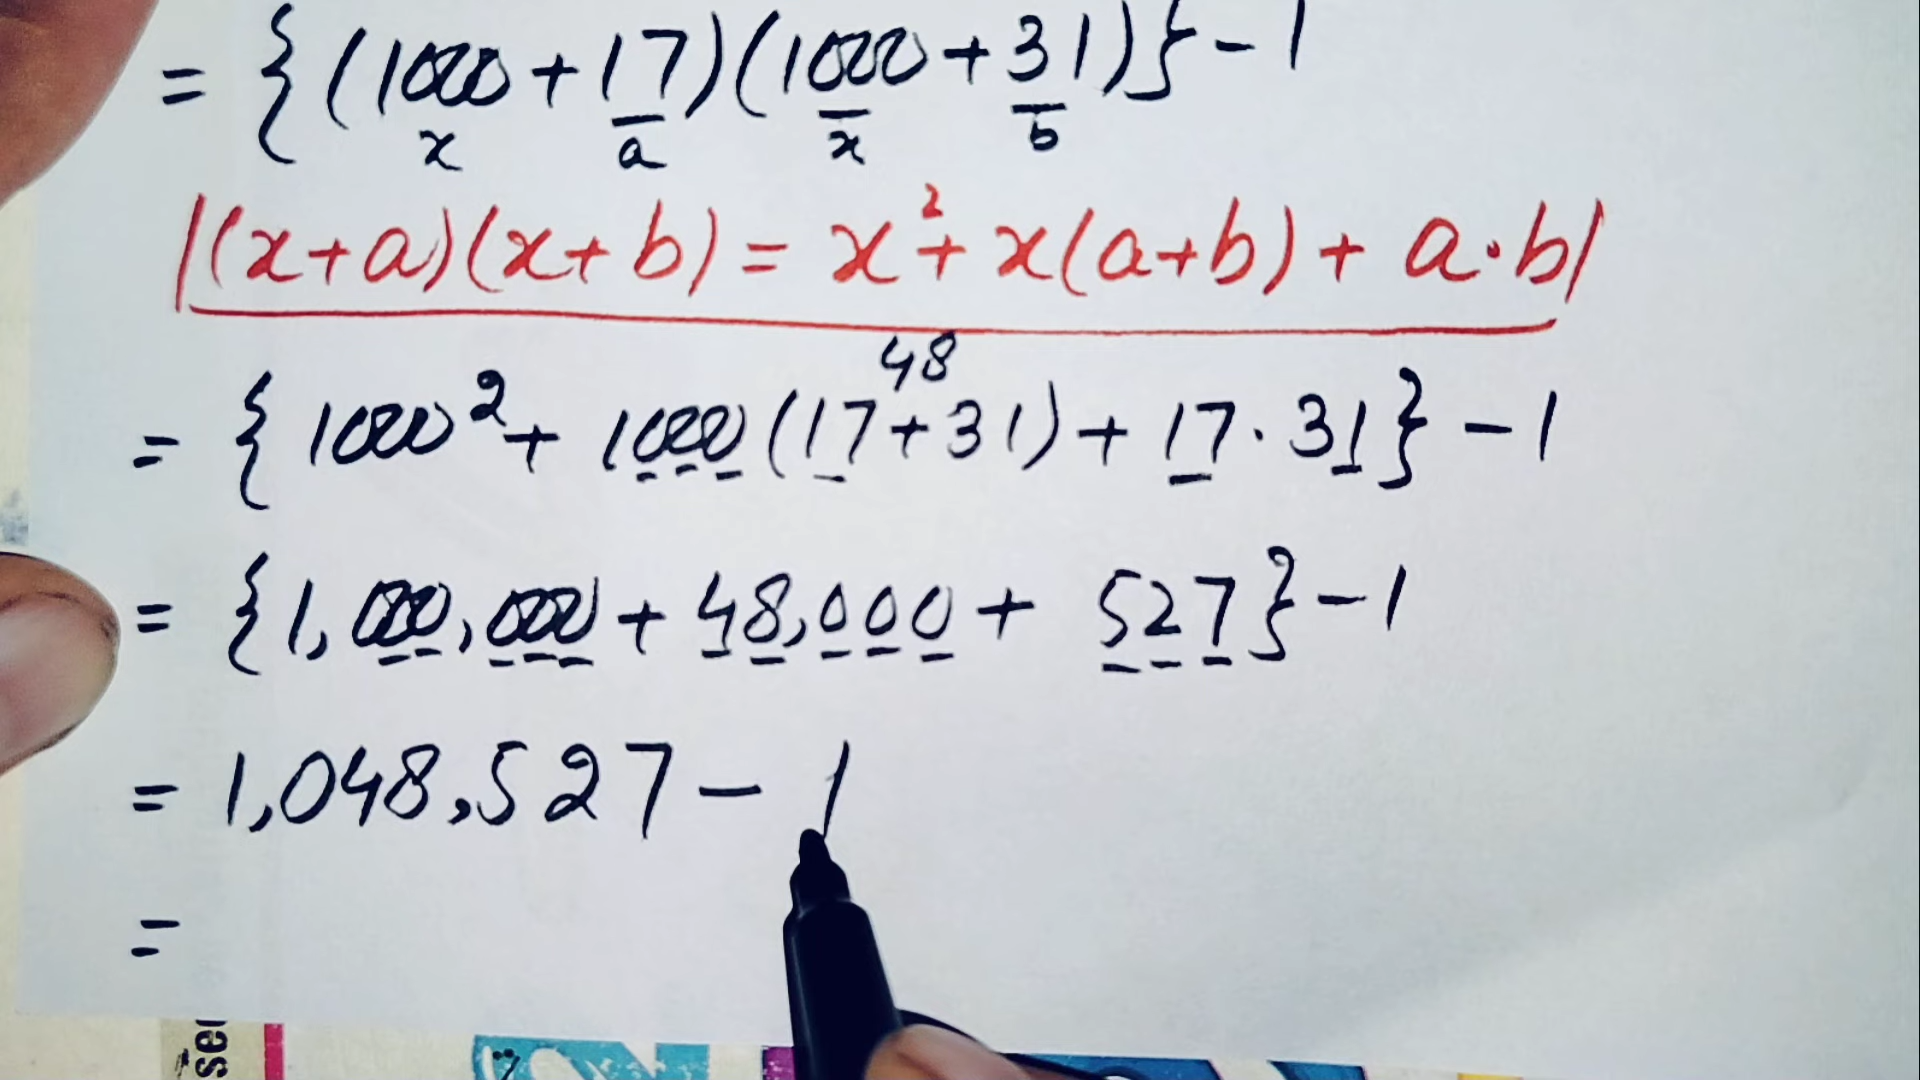 = {(1000+17)(1000+31)}-1
x a x b
|(x+a)(x+b) = x²+ x(a+b) + a·b|
48
= {1000²+ 1000(17+31)+ 17·31}-1
= {1,000,000+ 48,000+ 527}-1
= 1,048,527-1
=
se